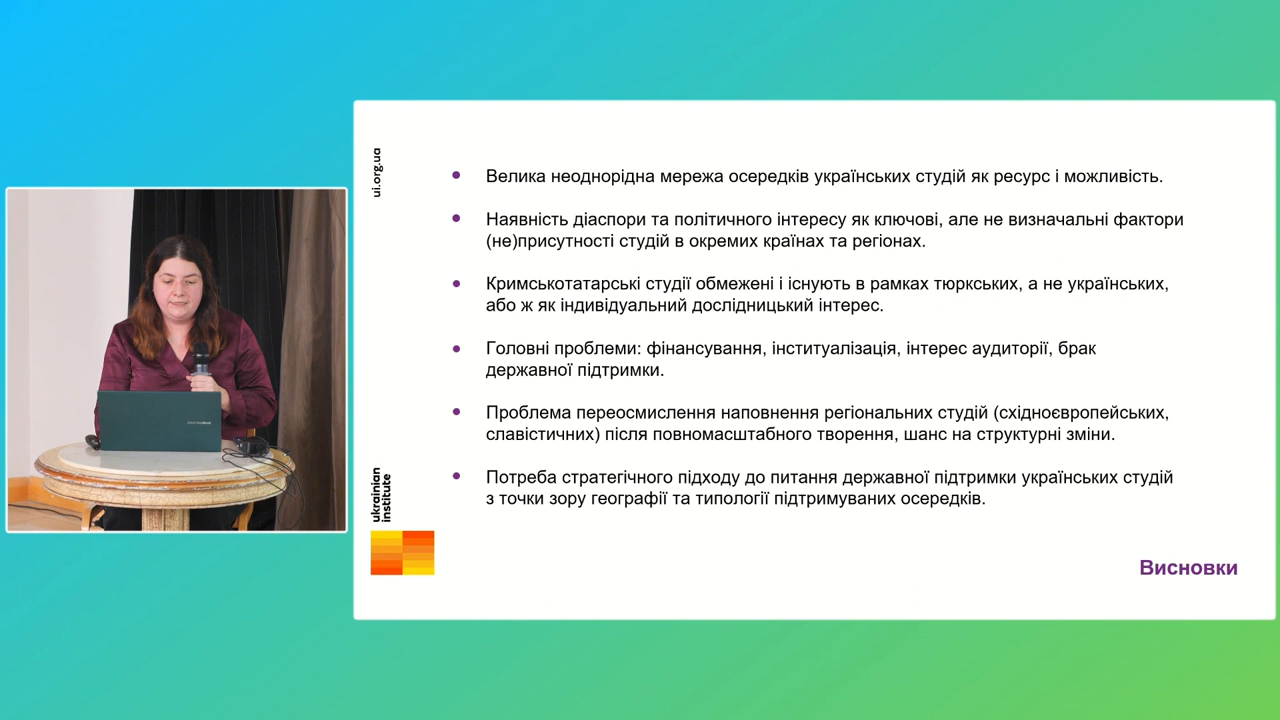 ui.org.ua
Велика неоднорідна мережа осередків українських студій як ресурс і можливість.
Наявність діаспори та політичного інтересу як ключові, але не визначальні фактори
(не)присутності студій в окремих країнах та регіонах.
Кримськотатарські студії обмежені і існують в рамках тюркських, а не українських,
або ж як індивідуальний дослідницький інтерес.
Головні проблеми: фінансування, інституалізація, інтерес аудиторії, брак
державної підтримки.
Проблема переосмислення наповнення регіональних студій (східноєвропейських,
славістичних) після повномасштабного творення, шанс на структурні зміни.
Потреба стратегічного підходу до питання державної підтримки українських студій
з точки зору географії та типології підтримуваних осередків.
ukrainian
institute
Висновки